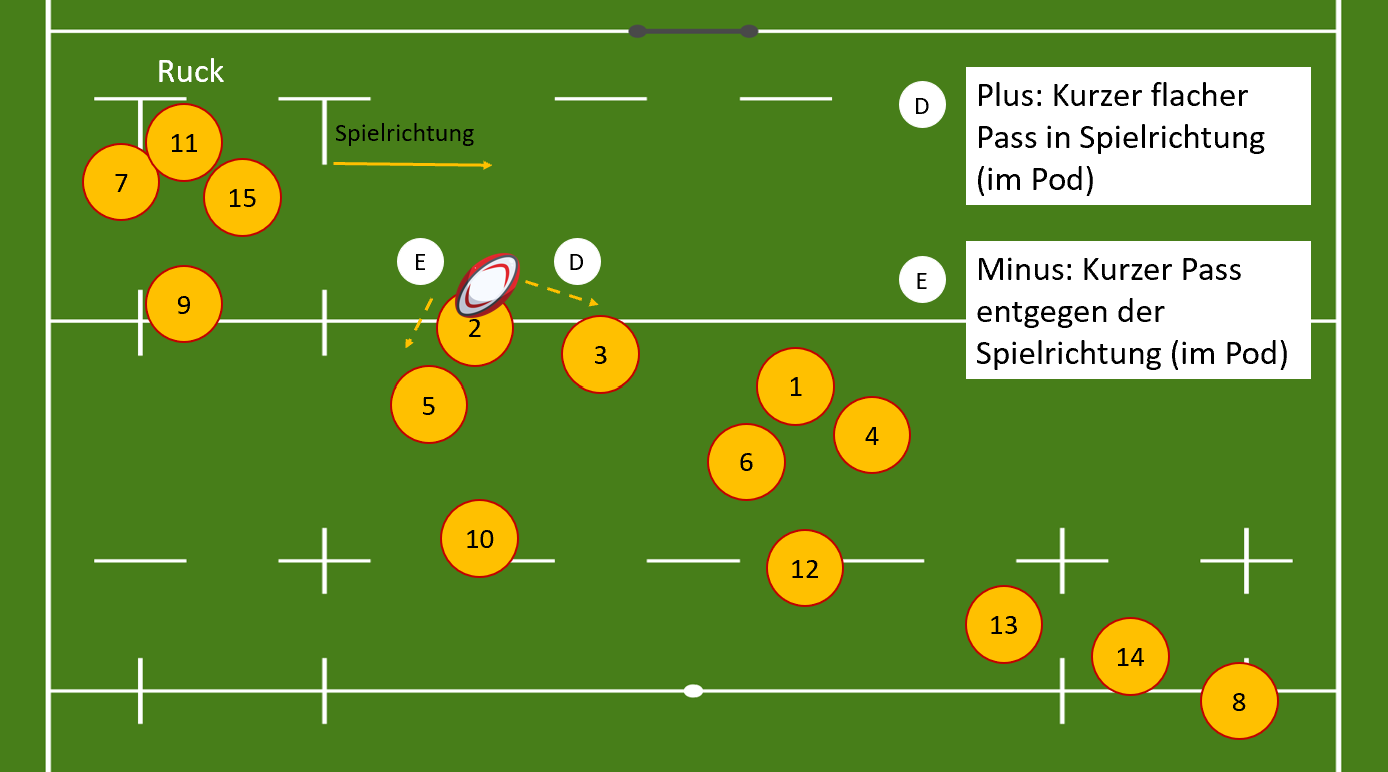 Ruck
11
7
15
Spielrichtung
D
Plus: Kurzer flacher
Pass in Spielrichtung
(im Pod)
E
D
E
Minus: Kurzer Pass
entgegen der
Spielrichtung (im Pod)
9
2
3
5
1
4
6
10
12
13
14
8